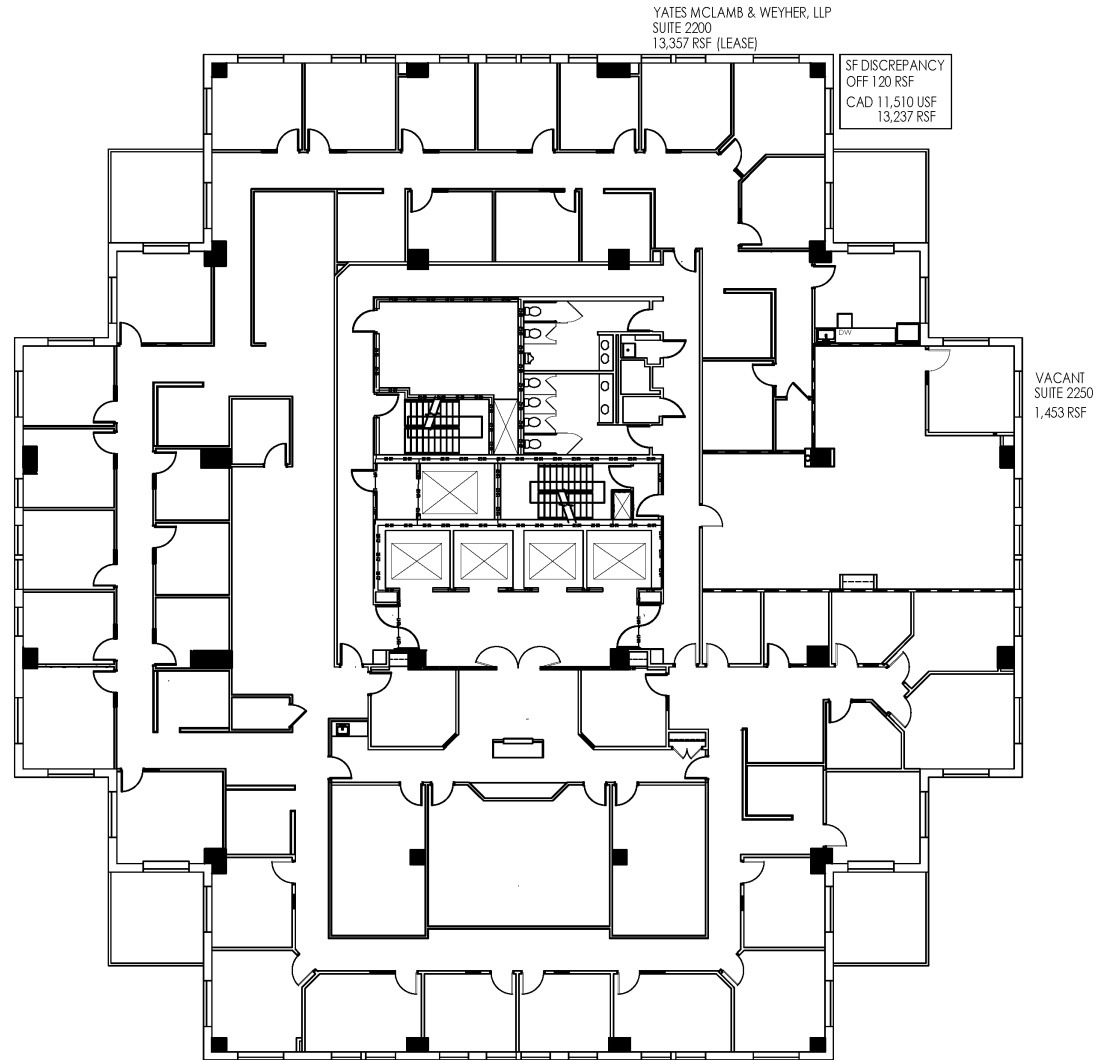 YATES MCLAMB & WEYHER, LLP
SUITE 2200
13,357 RSF (LEASE)
SF DISCREPANCY
OFF 120 RSF
CAD 11,510 USF
13,237 RSF
DW
VACANT
SUITE 2250
1,453 RSF